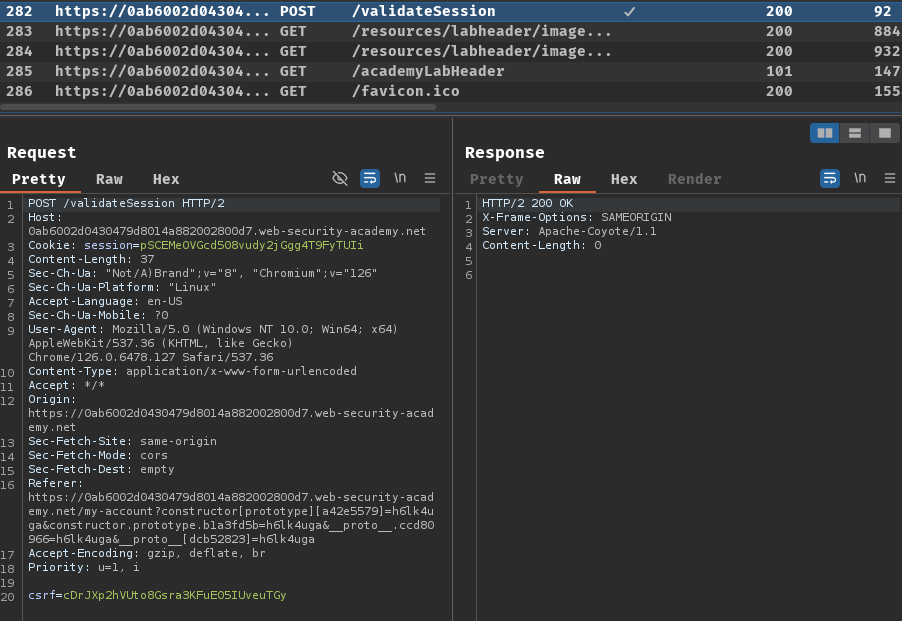 282 https://0ab6002d04304... POST /validateSession ✓ 200 92
283 https://0ab6002d04304... GET /resources/labheader/image... 200 884
284 https://0ab6002d04304... GET /resources/labheader/image... 200 932
285 https://0ab6002d04304... GET /academyLabHeader 101 147
286 https://0ab6002d04304... GET /favicon.ico 200 155
Request
Pretty Raw Hex \n
1 POST /validateSession HTTP/2
2 Host:
0ab6002d0430479d8014a882002800d7.web-security-academy.net
3 Cookie: session=pSCEMeOVGcd508vudy2jGgg4T9FyTUIi
4 Content-Length: 37
5 Sec-Ch-Ua: "Not/A)Brand";v="8", "Chromium";v="126"
6 Sec-Ch-Ua-Platform: "Linux"
7 Accept-Language: en-US
8 Sec-Ch-Ua-Mobile: ?0
9 User-Agent: Mozilla/5.0 (Windows NT 10.0; Win64; x64)
AppleWebKit/537.36 (KHTML, like Gecko)
Chrome/126.0.6478.127 Safari/537.36
10 Content-Type: application/x-www-form-urlencoded
11 Accept: */*
12 Origin:
https://0ab6002d0430479d8014a882002800d7.web-security-acad
emy.net
13 Sec-Fetch-Site: same-origin
14 Sec-Fetch-Mode: cors
15 Sec-Fetch-Dest: empty
16 Referer:
https://0ab6002d0430479d8014a882002800d7.web-security-acad
emy.net/my-account?constructor[prototype][a42e5579]=h6lk4u
ga&constructor.prototype.b1a3fd5b=h6lk4uga&__proto__.ccd80
966=h6lk4uga&__proto__[dcb52823]=h6lk4uga
17 Accept-Encoding: gzip, deflate, br
18 Priority: u=1, i
19
20 csrf=cDrJXp2hVUto8Gsra3KFuE05IUveuTGy
Response
Pretty Raw Hex Render \n
1 HTTP/2 200 OK
2 X-Frame-Options: SAMEORIGIN
3 Server: Apache-Coyote/1.1
4 Content-Length: 0
5
6